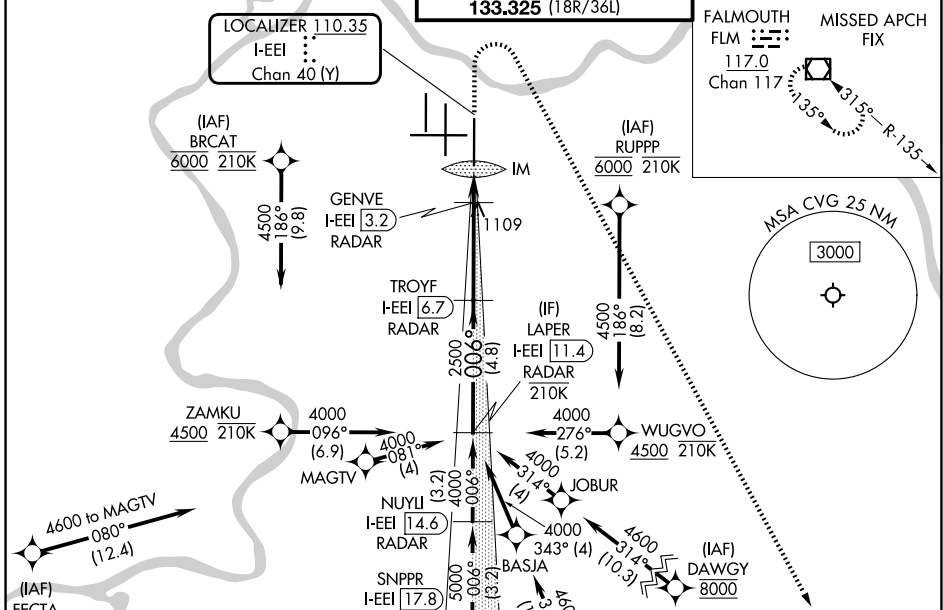 133.325 (18R/36L)
LOCALIZER 110.35
I-EEI
Chan 40 (Y)
FALMOUTH
FLM
117.0
Chan 117
MISSED APCH
FIX
135°
315°
R-135
(IAF)
BRCAT
6000 210K
4500
186°
(9.8)
IM
GENVE
I-EEI 3.2
RADAR
1109
(IAF)
RUPPP
6000 210K
4500
186°
(8.2)
MSA CVG 25 NM
3000
TROYF
I-EEI 6.7
RADAR
2500
006°
(4.8)
(IF)
LAPER
I-EEI 11.4
RADAR
210K
ZAMKU
4500 210K
4000
096°
(6.9)
MAGTV
4000
081°
(4)
4000
276°
(5.2)
WUGVO
4500 210K
4000
314°
(4)
JOBUR
(3.2)
4000
006°
NUYLI
I-EEI 14.6
RADAR
4000
343° (4)
BASJA
4600
314°
(10.3)
(IAF)
DAWGY
8000
4600 to MAGTV
080°
(12.4)
(IAF)
SNPPR
I-EEI 17.8
5000
006°
(3.2)
460